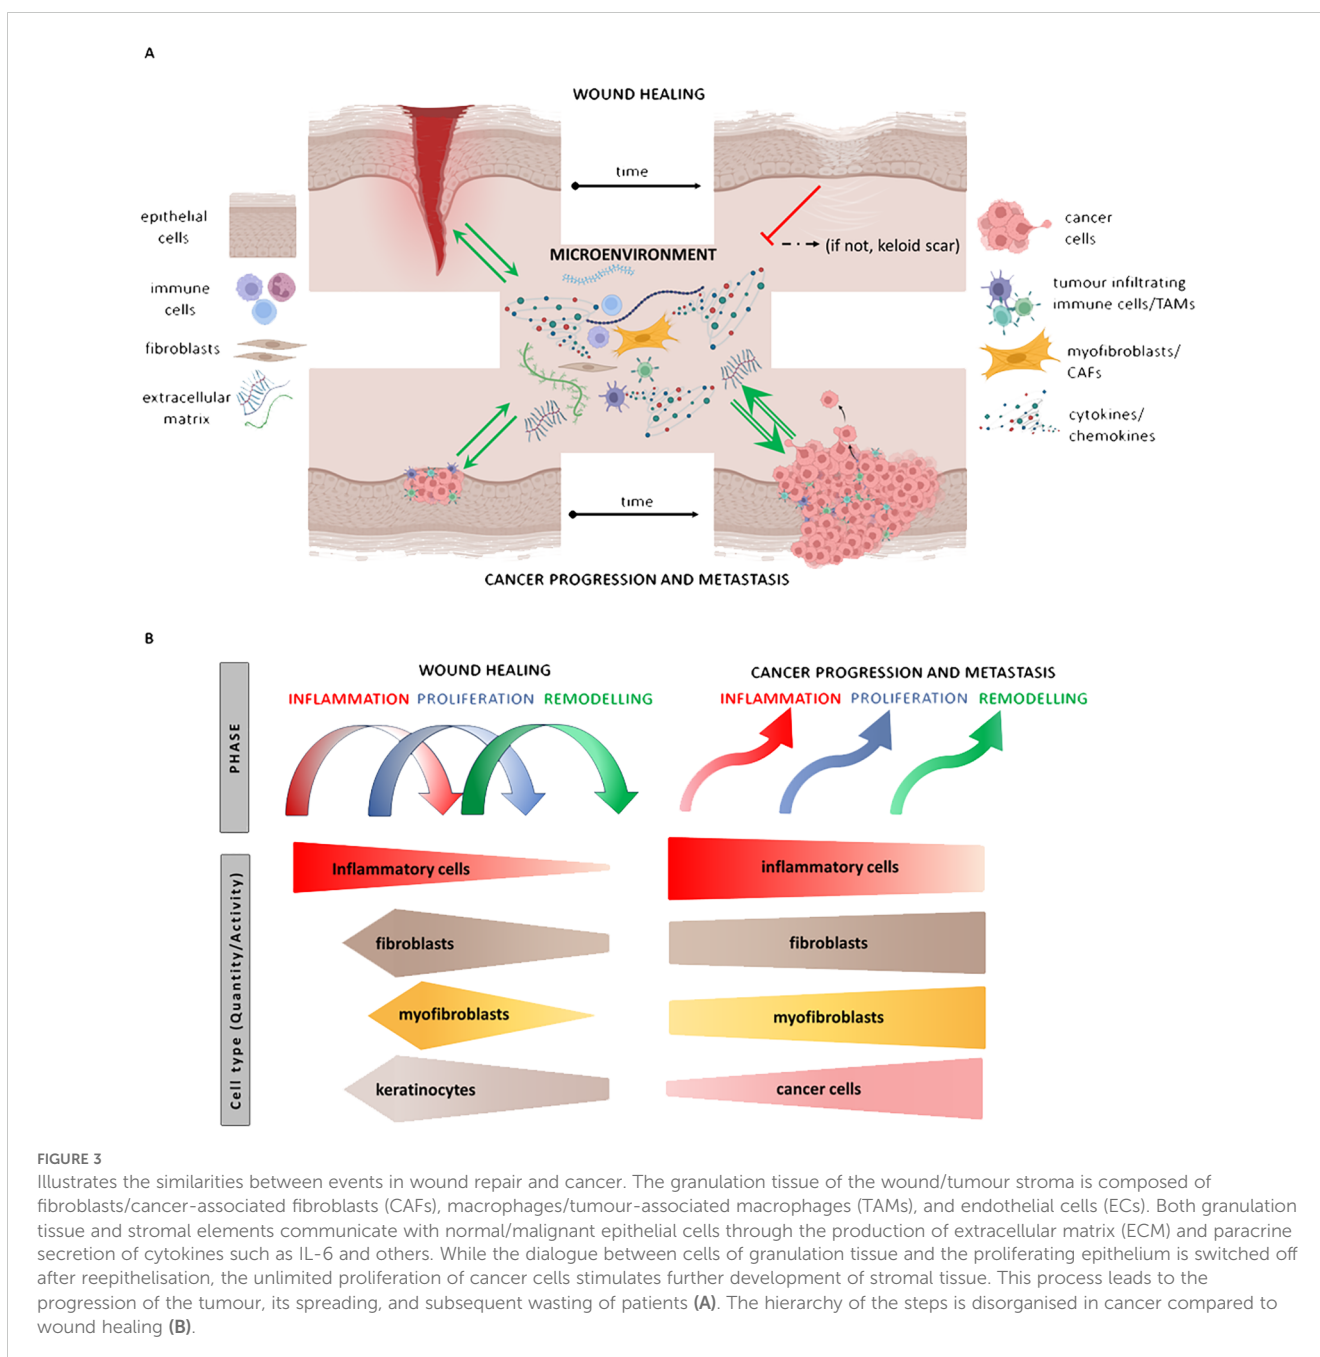 A
WOUND HEALING
time
epithelial
cells
immune
cells
fibroblasts
extracellular
matrix
MICROENVIRONMENT
(if not, keloid scar)
cancer
cells
tumour infiltrating
immune cells/TAMs
myofibroblasts/
CAFs
cytokines/
chemokines
time
CANCER PROGRESSION AND METASTASIS
B
PHASE
WOUND HEALING
INFLAMMATION PROLIFERATION REMODELLING
CANCER PROGRESSION AND METASTASIS
INFLAMMATION PROLIFERATION REMODELLING
Cell type (Quantity/Activity)
Inflammatory cells
fibroblasts
myofibroblasts
keratinocytes
inflammatory cells
fibroblasts
myofibroblasts
cancer cells
FIGURE 3
Illustrates the similarities between events in wound repair and cancer. The granulation tissue of the wound/tumour stroma is composed of
fibroblasts/cancer-associated fibroblasts (CAFs), macrophages/tumour-associated macrophages (TAMs), and endothelial cells (ECs). Both granulation
tissue and stromal elements communicate with normal/malignant epithelial cells through the production of extracellular matrix (ECM) and paracrine
secretion of cytokines such as IL-6 and others. While the dialogue between cells of granulation tissue and the proliferating epithelium is switched off
after reepithelisation, the unlimited proliferation of cancer cells stimulates further development of stromal tissue. This process leads to the
progression of the tumour, its spreading, and subsequent wasting of patients (A). The hierarchy of the steps is disorganised in cancer compared to
wound healing (B).